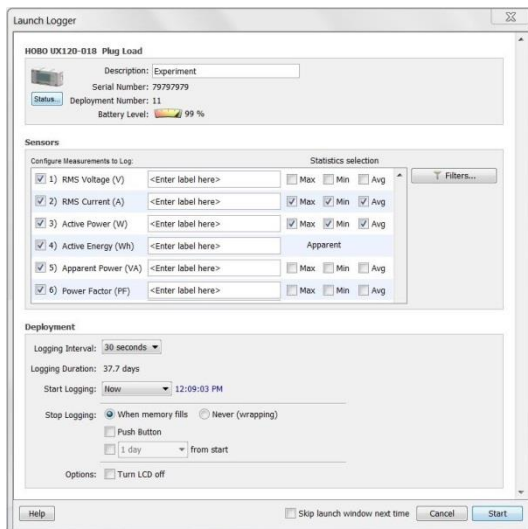 Launch Logger
HOBO UX120-018 Plug Load
Description: Experiment
Serial Number: 79797979
Status... Deployment Number: 11
Battery Level: 99 %
Sensors
Configure Measurements to Log: Statistics selection
1) RMS Voltage (V) <Enter label here> Max Min Avg Filters...
2) RMS Current (A) <Enter label here> Max Min Avg
3) Active Power (W) <Enter label here> Max Min Avg
4) Active Energy (Wh) <Enter label here> Apparent
5) Apparent Power (VA) <Enter label here> Max Min Avg
6) Power Factor (PF) <Enter label here> Max Min Avg
Deployment
Logging Interval: 30 seconds
Logging Duration: 37.7 days
Start Logging: Now 12:09:03 PM
Stop Logging: When memory fills Never (wrapping)
Push Button
1 day from start
Options: Turn LCD off
Help Skip launch window next time Cancel Start